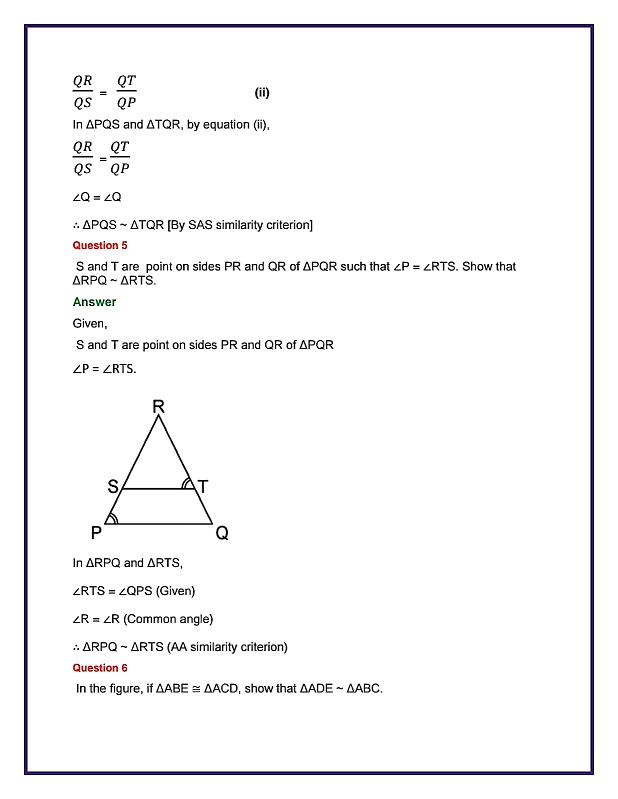 QR/QS = QT/QP (ii)
In ΔPQS and ΔTQR, by equation (ii),
QR/QS = QT/QP
∠Q = ∠Q
∴ ΔPQS ~ ΔTQR [By SAS similarity criterion]
Question 5
S and T are point on sides PR and QR of ΔPQR such that ∠P = ∠RTS. Show that
ΔRPQ ~ ΔRTS.
Answer
Given,
S and T are point on sides PR and QR of ΔPQR
∠P = ∠RTS.
R
S T
P Q
In ΔRPQ and ΔRTS,
∠RTS = ∠QPS (Given)
∠R = ∠R (Common angle)
∴ ΔRPQ ~ ΔRTS (AA similarity criterion)
Question 6
In the figure, if ΔABE ≅ ΔACD, show that ΔADE ~ ΔABC.